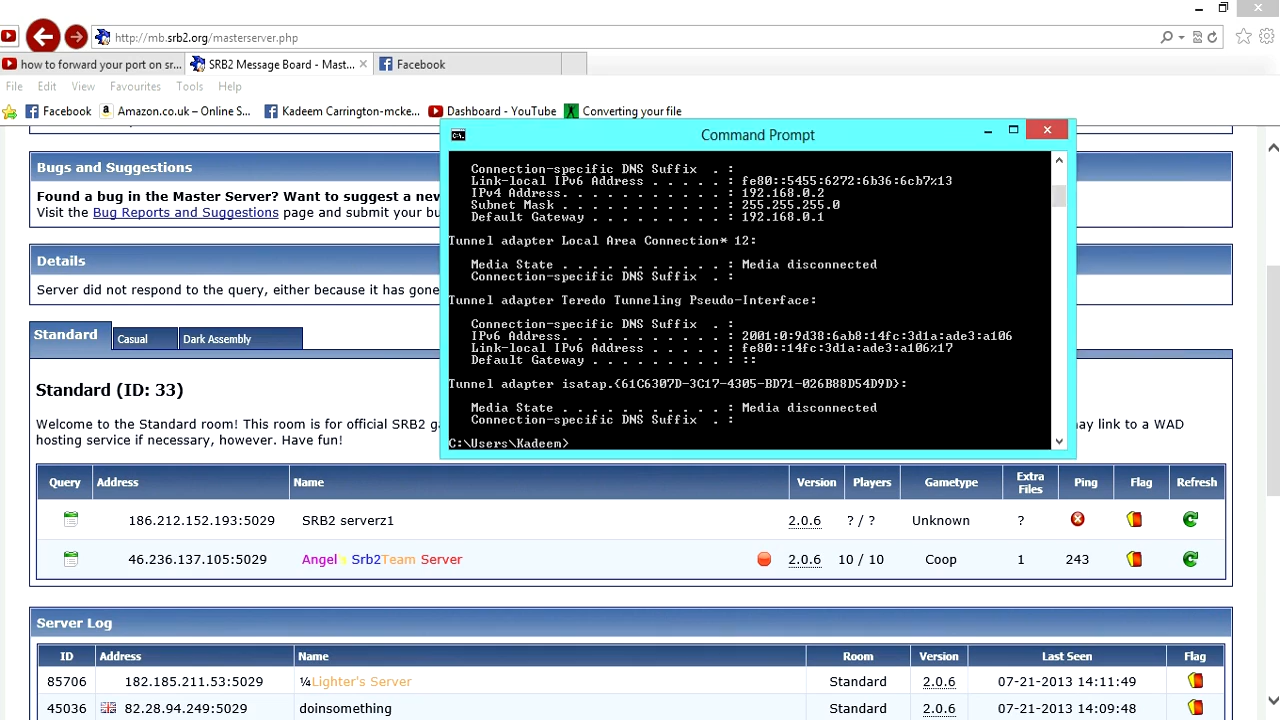 http://mb.srb2.org/masterserver.php
how to forward your port on sr...
SRB2 Message Board - Mast...
Facebook
File Edit View Favourites Tools Help
Facebook
Amazon.co.uk – Online S...
Kadeem Carrington-mcke...
Dashboard - YouTube
Converting your file
Bugs and Suggestions
Found a bug in the Master Server? Want to suggest a new
Visit the Bug Reports and Suggestions page and submit your bu
Details
Server did not respond to the query, either because it has gone
Command Prompt
Connection-specific DNS Suffix . :
Link-local IPv6 Address . . . . . : fe80::5455:6272:6b36:6cb7%13
IPv4 Address. . . . . . . . . . . : 192.168.0.2
Subnet Mask . . . . . . . . . . . : 255.255.255.0
Default Gateway . . . . . . . . . : 192.168.0.1
Tunnel adapter Local Area Connection* 12:
Media State . . . . . . . . . . . : Media disconnected
Connection-specific DNS Suffix . :
Tunnel adapter Teredo Tunneling Pseudo-Interface:
Connection-specific DNS Suffix . :
IPv6 Address. . . . . . . . . . . : 2001:0:9d38:6ab8:14fc:3d1a:ade3:a106
Link-local IPv6 Address . . . . . : fe80::14fc:3d1a:ade3:a106%17
Default Gateway . . . . . . . . . : ::
Tunnel adapter isatap.{61C6307D-3C17-4305-BD71-026B88D54D9D}:
Media State . . . . . . . . . . . : Media disconnected
Connection-specific DNS Suffix . :
C:\Users\Kadeem>
Standard Casual Dark Assembly
Standard (ID: 33)
Welcome to the Standard room! This room is for official SRB2 ga
may link to a WAD
hosting service if necessary, however. Have fun!
Query Address Name Version Players Gametype Extra Files Ping Flag Refresh
186.212.152.193:5029 SRB2 serverz1 2.0.6 ? / ? Unknown ?
46.236.137.105:5029 Angel Srb2Team Server 2.0.6 10 / 10 Coop 1 243
Server Log
ID Address Name Room Version Last Seen Flag
85706 182.185.211.53:5029 ¼Lighter's Server Standard 2.0.6 07-21-2013 14:11:49
45036 82.28.94.249:5029 doinsomething Standard 2.0.6 07-21-2013 14:09:48